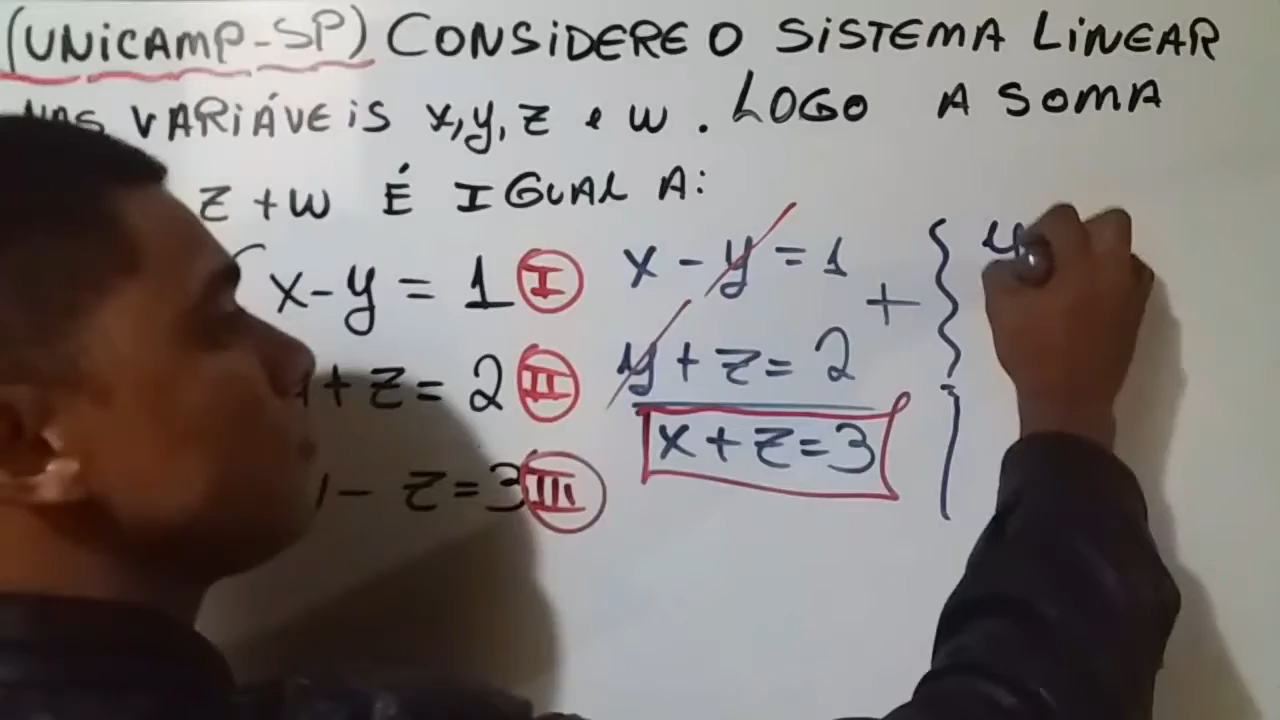 (UNICAMP-SP) CONSIDERE O SISTEMA LINEAR
NAS VARIÁVEIS x, y, z e w. LOGO A SOMA
z + w É IGUAL A:
x - y = 1 I
+ z = 2 II
- z = 3 III
x - y = 1
+
y + z = 2
x + z = 3
y